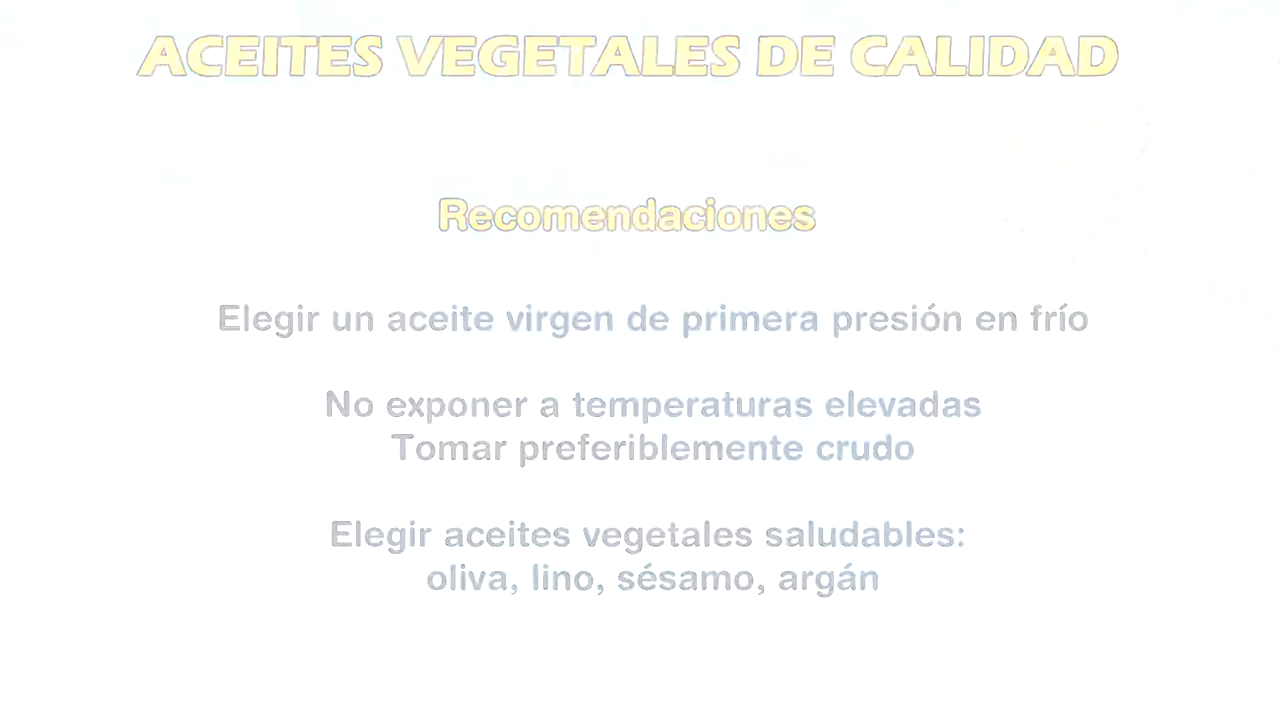 ACEITES VEGETALES DE CALIDAD
Recomendaciones
Elegir un aceite virgen de primera presión en frío
No exponer a temperaturas elevadas
Tomar preferiblemente crudo
Elegir aceites vegetales saludables:
oliva, lino, sésamo, argán